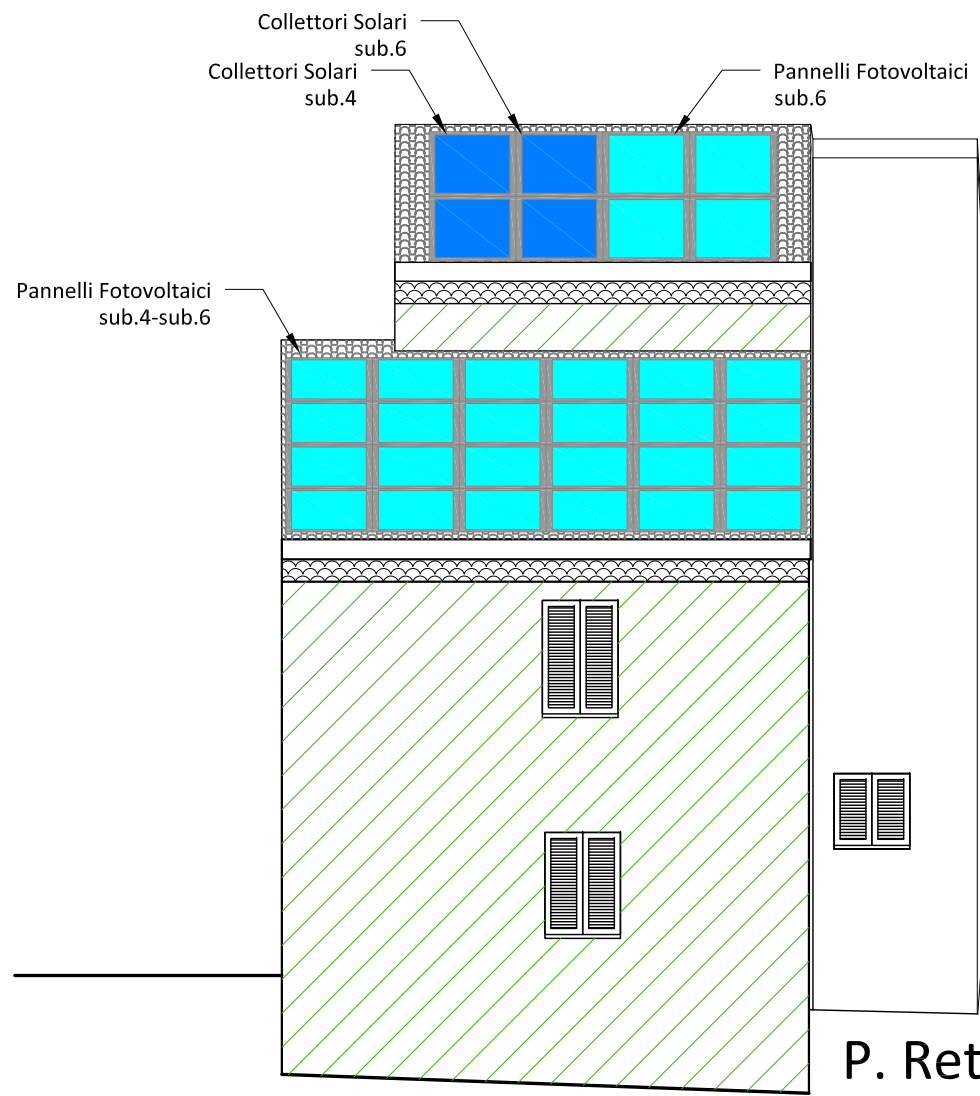 Collettori Solari
sub.6
Collettori Solari
sub.4
Pannelli Fotovoltaici
sub.6
Pannelli Fotovoltaici
sub.4-sub.6
P. Ret